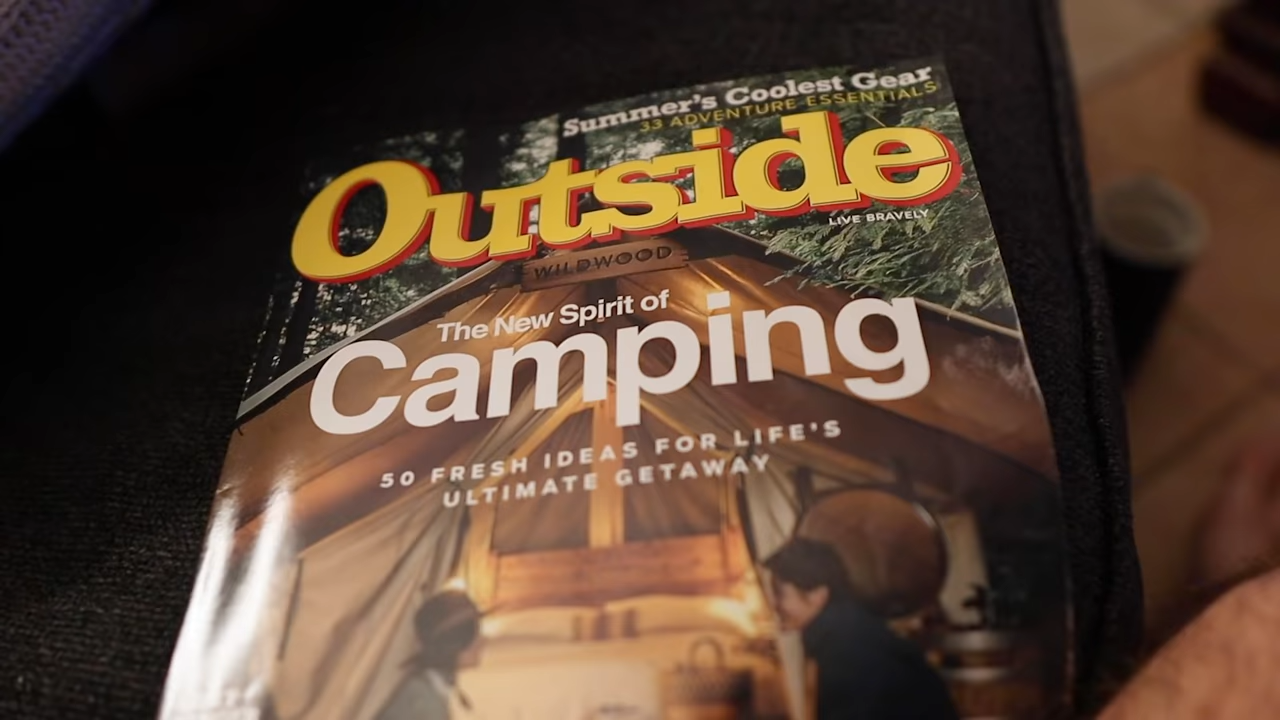 Summer's Coolest Gear
33 ADVENTURE ESSENTIALS
Outside
LIVE BRAVELY
WILDWOOD
The New Spirit of
Camping
50 FRESH IDEAS FOR LIFE'S
ULTIMATE GETAWAY